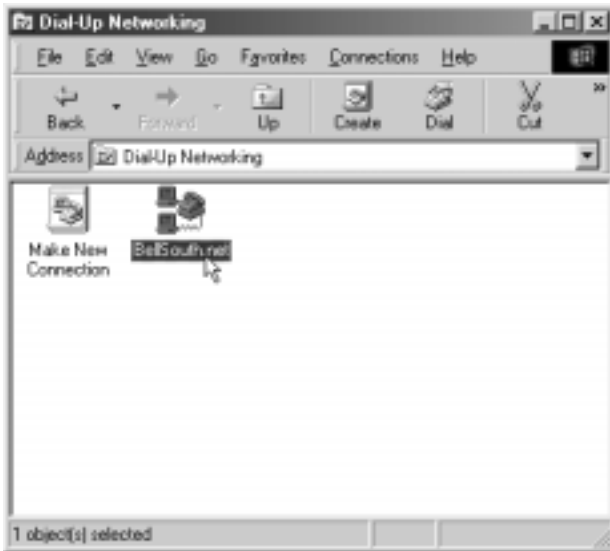 Dial-Up Networking
File Edit View Go Favorites Connections Help
Back Forward Up Create Dial Cut »
Address Dial-Up Networking
Make New
Connection
BellSouth.net
1 object(s) selected